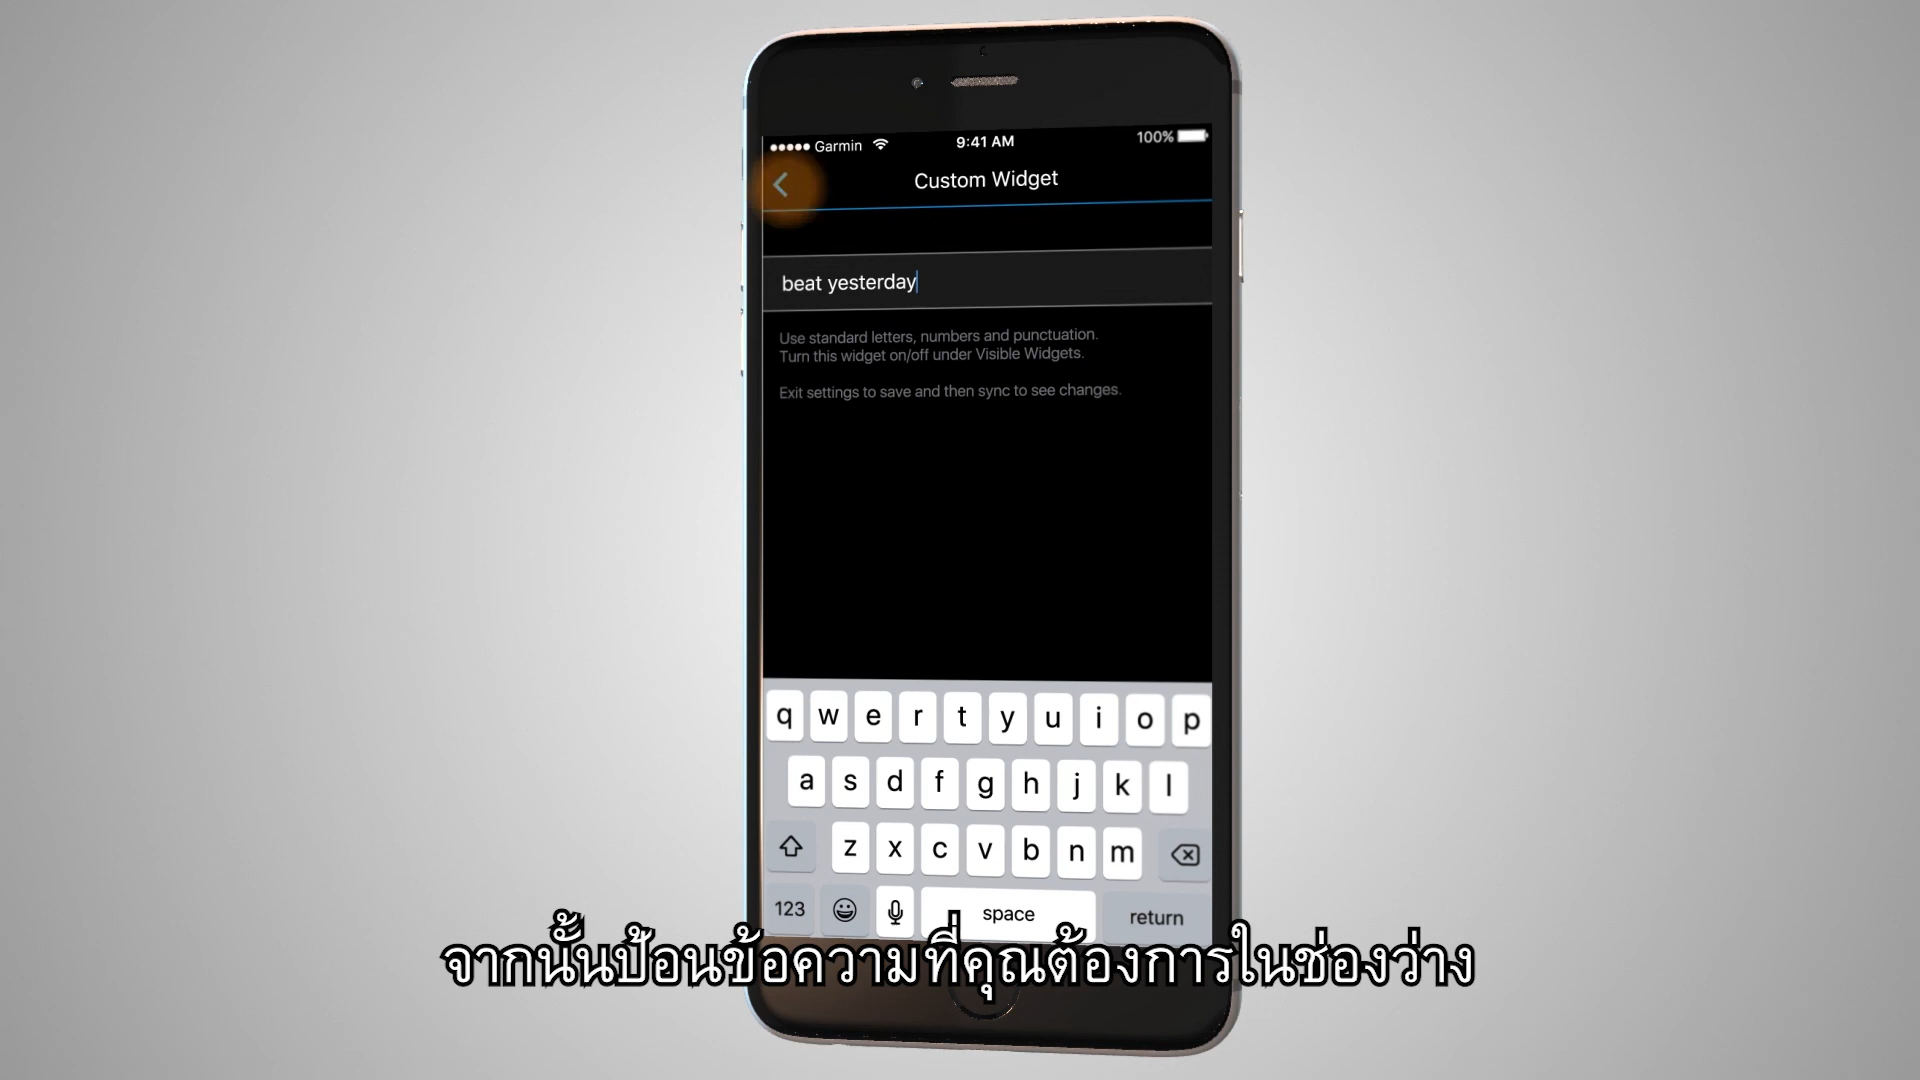 Garmin 9:41 AM 100%
Custom Widget
beat yesterday
Use standard letters, numbers and punctuation.
Turn this widget on/off under Visible Widgets.
Exit settings to save and then sync to see changes.
q w e r t y u i o p
a s d f g h j k l
z x c v b n m
123 space return
จากนั้นป้อนข้อความที่คุณต้องการในช่องว่าง